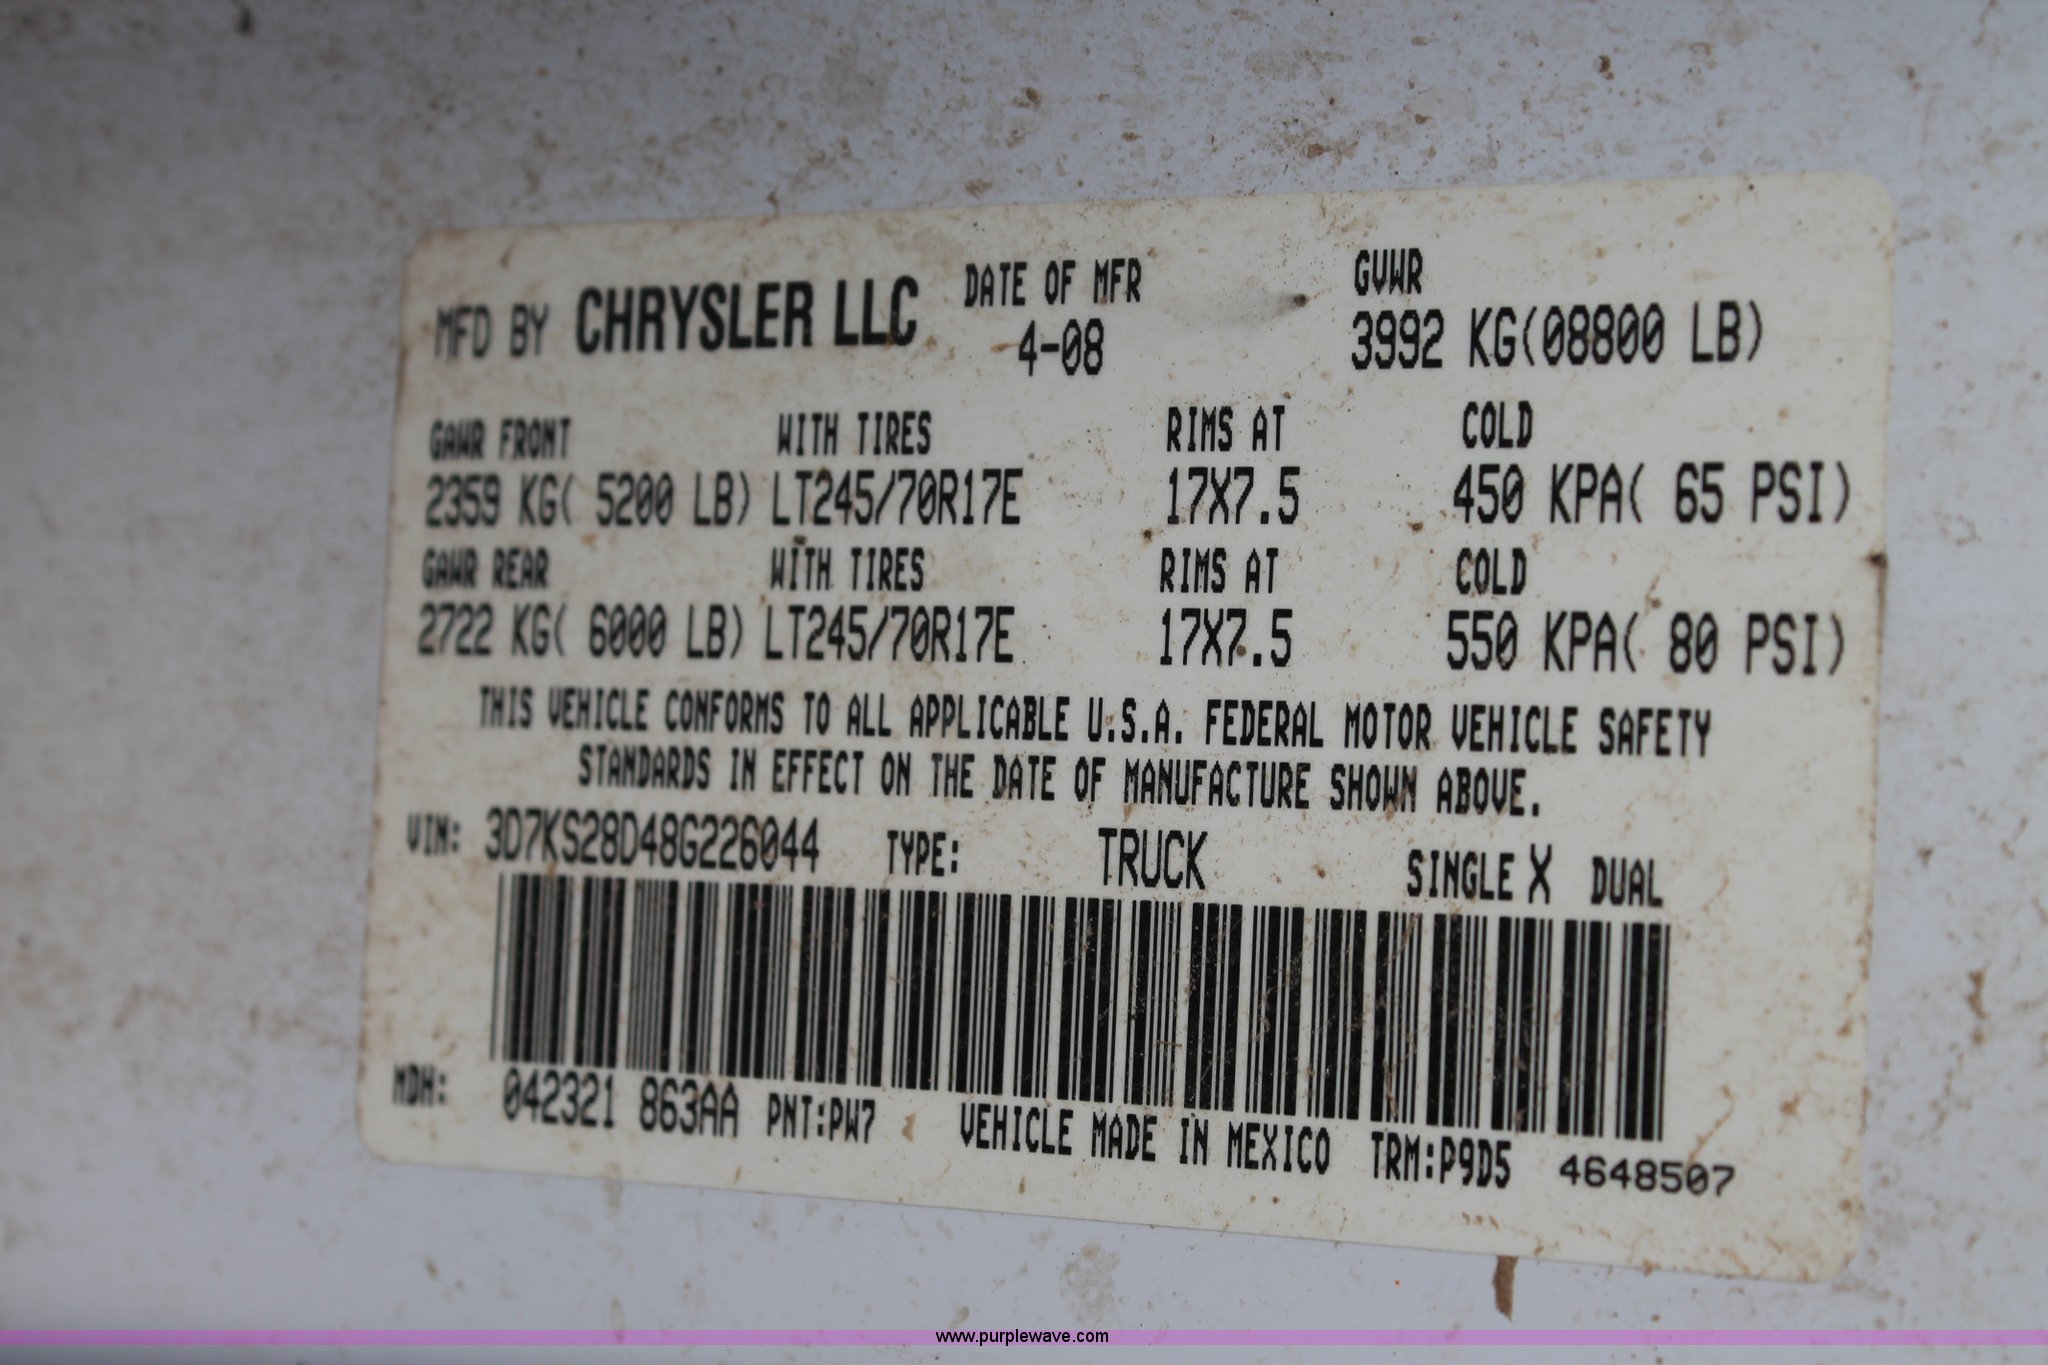 MFD BY CHRYSLER LLC DATE OF MFR GVWR
4-08 3992 KG(08800 LB)
GAWR FRONT WITH TIRES RIMS AT COLD
2359 KG( 5200 LB) LT245/70R17E 17X7.5 450 KPA( 65 PSI)
GAWR REAR WITH TIRES RIMS AT COLD
2722 KG( 6000 LB) LT245/70R17E 17X7.5 550 KPA( 80 PSI)
THIS VEHICLE CONFORMS TO ALL APPLICABLE U.S.A. FEDERAL MOTOR VEHICLE SAFETY
STANDARDS IN EFFECT ON THE DATE OF MANUFACTURE SHOWN ABOVE.
VIN: 3D7KS28D48G226044 TYPE: TRUCK SINGLE X DUAL
MDH: 042321 863AA PNT:PW7 VEHICLE MADE IN MEXICO TRM:P9D5 4648507
www.purplewave.com